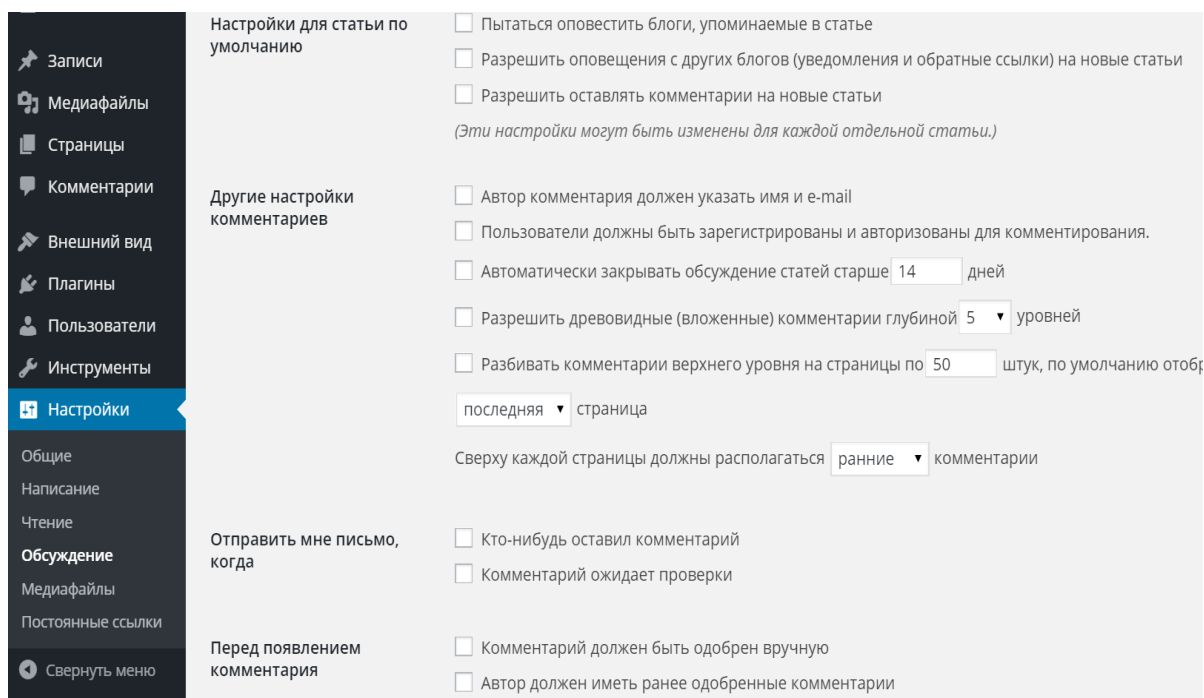 Записи
Медиафайлы
Страницы
Комментарии
Внешний вид
Плагины
Пользователи
Инструменты
Настройки
Общие
Написание
Чтение
Обсуждение
Медиафайлы
Постоянные ссылки
Свернуть меню
Настройки для статьи по
умолчанию
Пытаться оповестить блоги, упоминаемые в статье
Разрешить оповещения с других блогов (уведомления и обратные ссылки) на новые статьи
Разрешить оставлять комментарии на новые статьи
(Эти настройки могут быть изменены для каждой отдельной статьи.)
Другие настройки
комментариев
Автор комментария должен указать имя и e-mail
Пользователи должны быть зарегистрированы и авторизованы для комментирования.
Автоматически закрывать обсуждение статей старше 14 дней
Разрешить древовидные (вложенные) комментарии глубиной 5 уровней
Разбивать комментарии верхнего уровня на страницы по 50 штук, по умолчанию отобр
последняя страница
Сверху каждой страницы должны располагаться ранние комментарии
Отправить мне письмо,
когда
Кто-нибудь оставил комментарий
Комментарий ожидает проверки
Перед появлением
комментария
Комментарий должен быть одобрен вручную
Автор должен иметь ранее одобренные комментарии